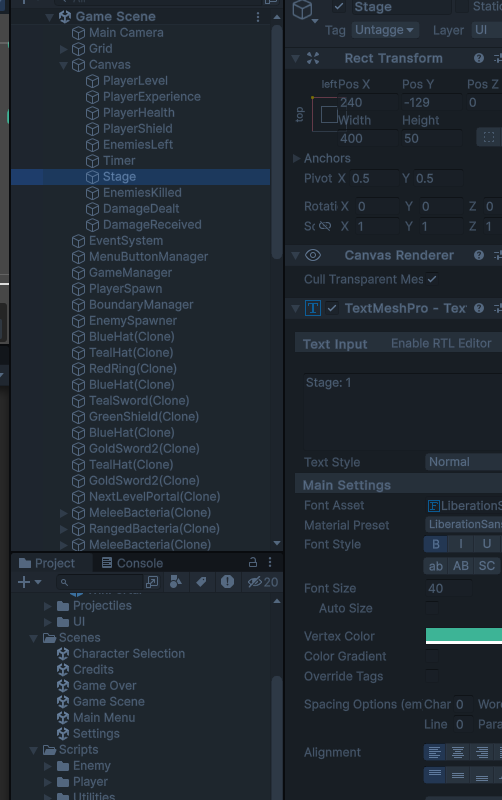 Game Scene
Main Camera
Grid
Canvas
PlayerLevel
PlayerExperience
PlayerHealth
PlayerShield
EnemiesLeft
Timer
Stage
EnemiesKilled
DamageDealt
DamageReceived
EventSystem
MenuButtonManager
GameManager
PlayerSpawn
BoundaryManager
EnemySpawner
BlueHat(Clone)
TealHat(Clone)
RedRing(Clone)
BlueHat(Clone)
TealSword(Clone)
GreenShield(Clone)
BlueHat(Clone)
GoldSword2(Clone)
TealHat(Clone)
GoldSword2(Clone)
NextLevelPortal(Clone)
MeleeBacteria(Clone)
RangedBacteria(Clone)
MeleeBacteria(Clone)
Project Console
20
Projectiles
UI
Scenes
Character Selection
Credits
Game Over
Game Scene
Main Menu
Settings
Scripts
Enemy
Player
Utilities
Stage Static
Tag Untagge Layer UI
Rect Transform
left Pos X Pos Y Pos Z
top 240 -129 0
Width Height
400 50
Anchors
Pivot X 0.5 Y 0.5
Rotati X 0 Y 0 Z 0
Sc X 1 Y 1 Z 1
Canvas Renderer
Cull Transparent Mes
T TextMeshPro - Tex
Text Input Enable RTL Editor
Stage: 1
Text Style Normal
Main Settings
Font Asset LiberationSa
Material Preset LiberationSans
Font Style B I U
ab AB SC
Font Size 40
Auto Size
Vertex Color
Color Gradient
Override Tags
Spacing Options (em Char 0 Wor
Line 0 Para
Alignment